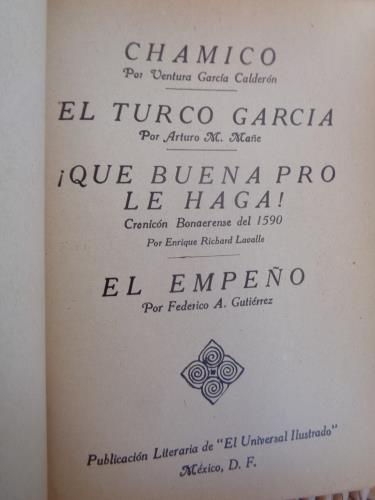 CHAMICO
Por Ventura García Calderón
EL TURCO GARCIA
Por Arturo M. Mañe
¡QUE BUENA PRO
LE HAGA!
Cronicón Bonaerense del 1590
Por Enrique Richard Lavalle
EL EMPEÑO
Por Federico A. Gutiérrez
Publicación Literaria de "El Universal Ilustrado"
México, D. F.